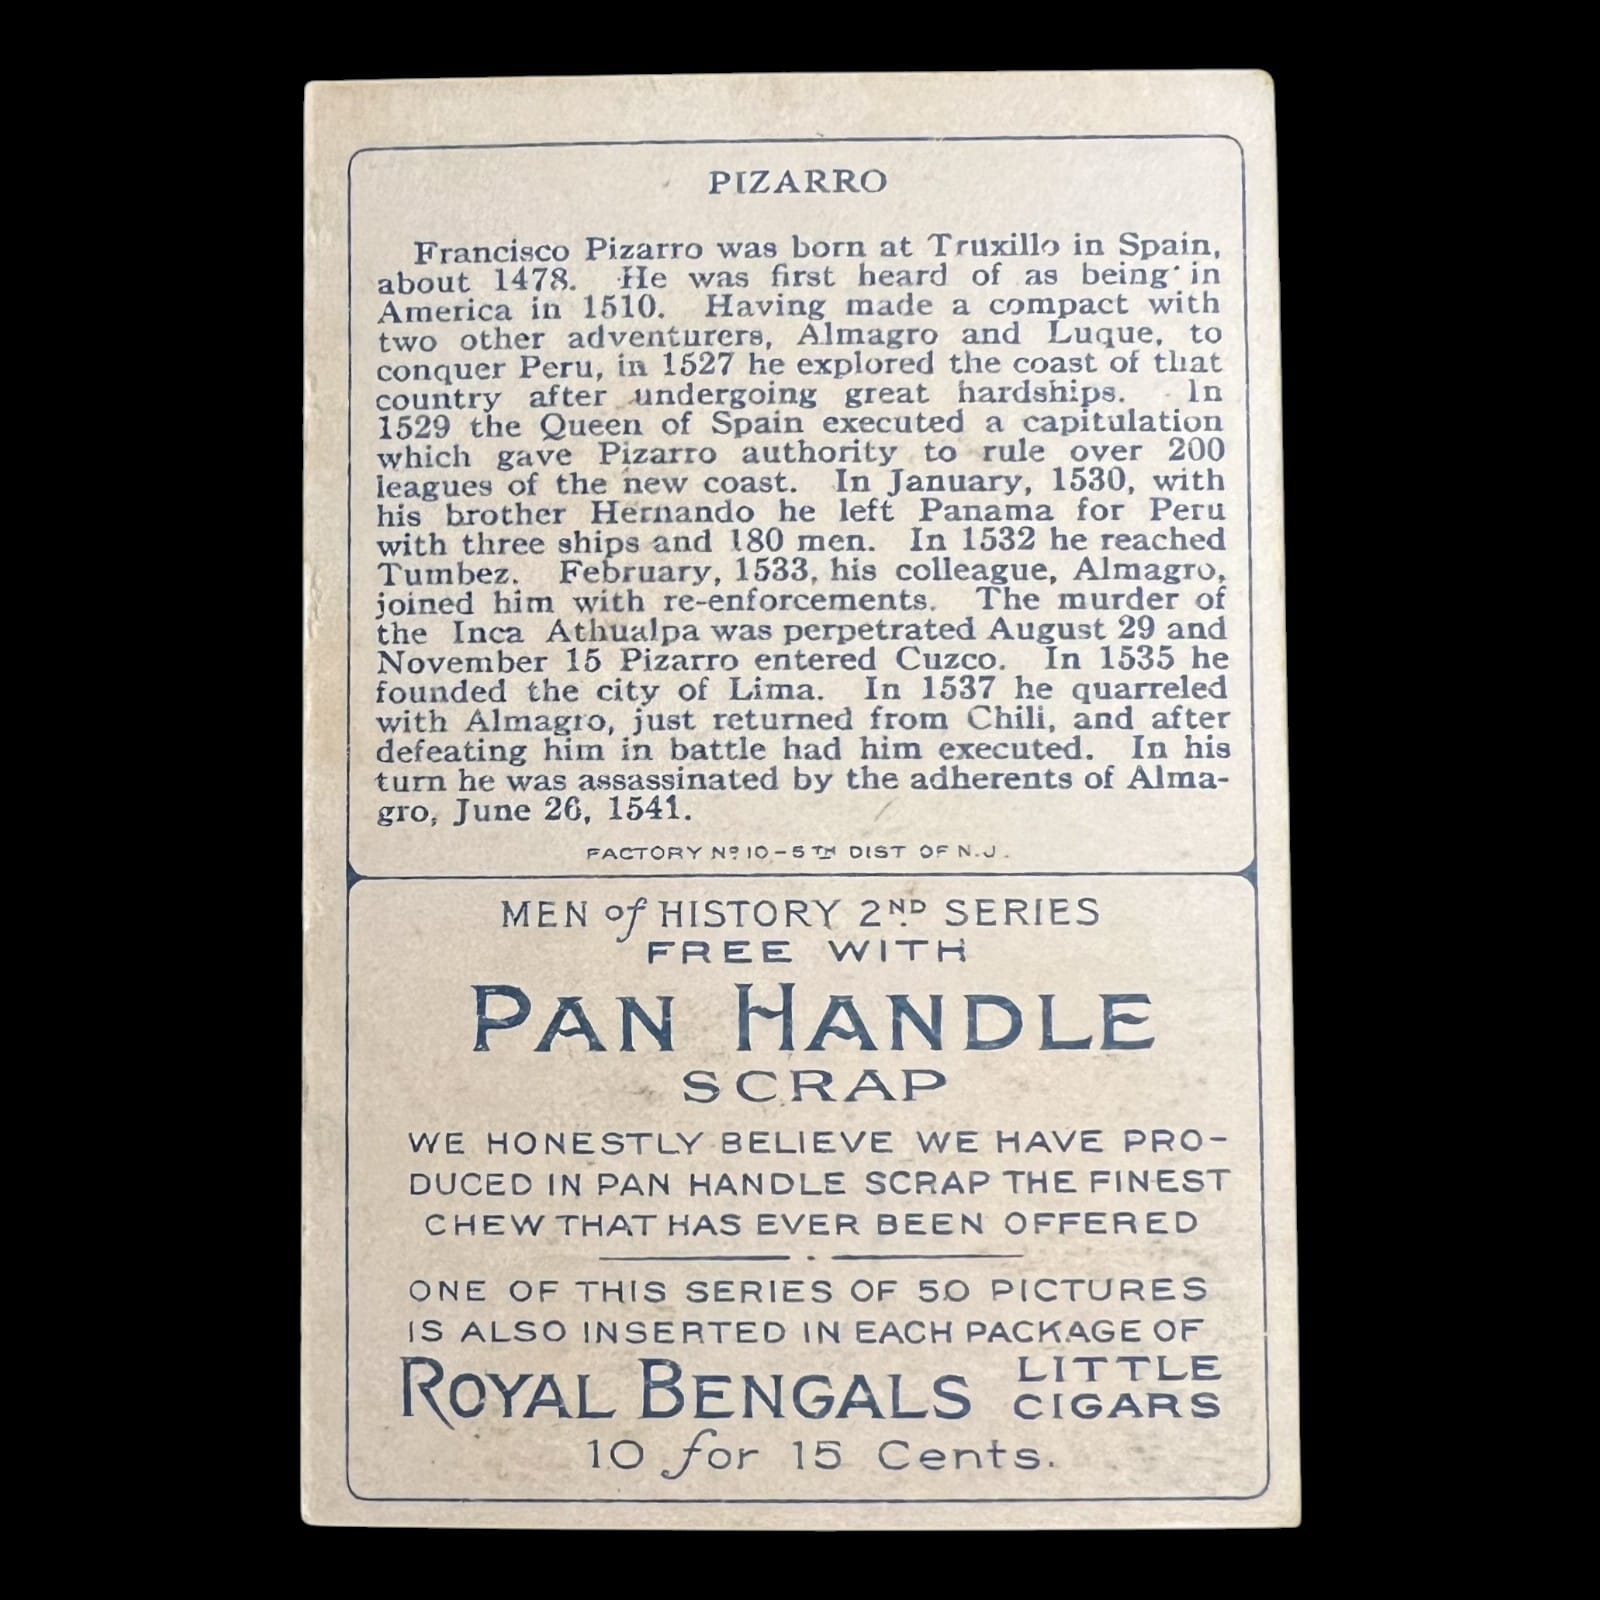 PIZARRO
Francisco Pizarro was born at Truxillo in Spain,
about 1478. He was first heard of as being in
America in 1510. Having made a compact with
two other adventurers, Almagro and Luque, to
conquer Peru, in 1527 he explored the coast of that
country after undergoing great hardships. In
1529 the Queen of Spain executed a capitulation
which gave Pizarro authority to rule over 200
leagues of the new coast. In January, 1530, with
his brother Hernando he left Panama for Peru
with three ships and 180 men. In 1532 he reached
Tumbez. February, 1533, his colleague, Almagro,
joined him with re-enforcements. The murder of
the Inca Athualpa was perpetrated August 29 and
November 15 Pizarro entered Cuzco. In 1535 he
founded the city of Lima. In 1537 he quarreled
with Almagro, just returned from Chili, and after
defeating him in battle had him executed. In his
turn he was assassinated by the adherents of Alma-
gro, June 26, 1541.
FACTORY Nº 10 - 5TH DIST OF N.J.
MEN of HISTORY 2ND SERIES
FREE WITH
PAN HANDLE
SCRAP
WE HONESTLY BELIEVE WE HAVE PRO-
DUCED IN PAN HANDLE SCRAP THE FINEST
CHEW THAT HAS EVER BEEN OFFERED
ONE OF THIS SERIES OF 50 PICTURES
IS ALSO INSERTED IN EACH PACKAGE OF
ROYAL BENGALS LITTLE CIGARS
10 for 15 Cents.